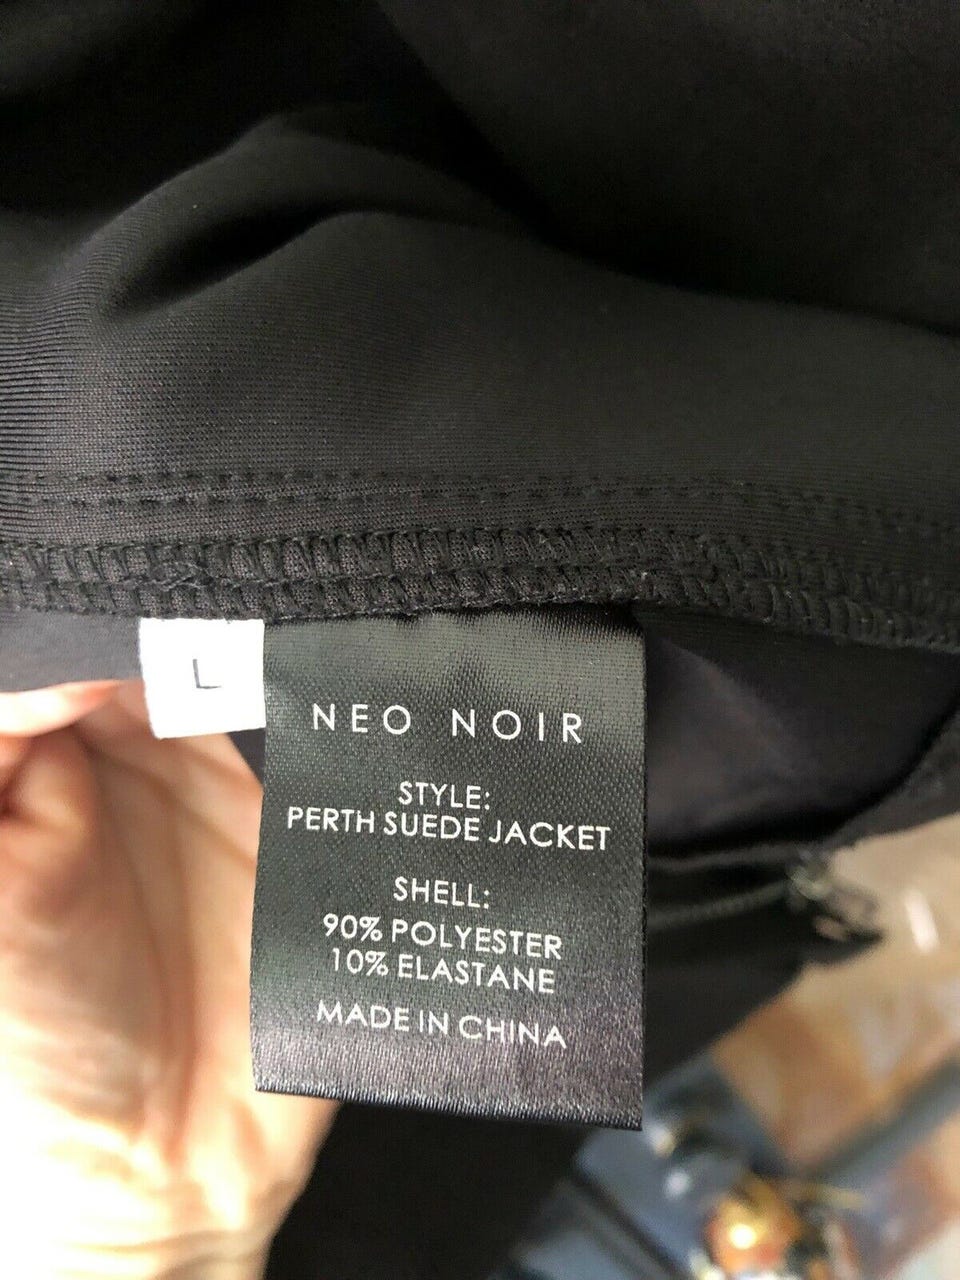 L
NEO NOIR
STYLE:
PERTH SUEDE JACKET
SHELL:
90% POLYESTER
10% ELASTANE
MADE IN CHINA